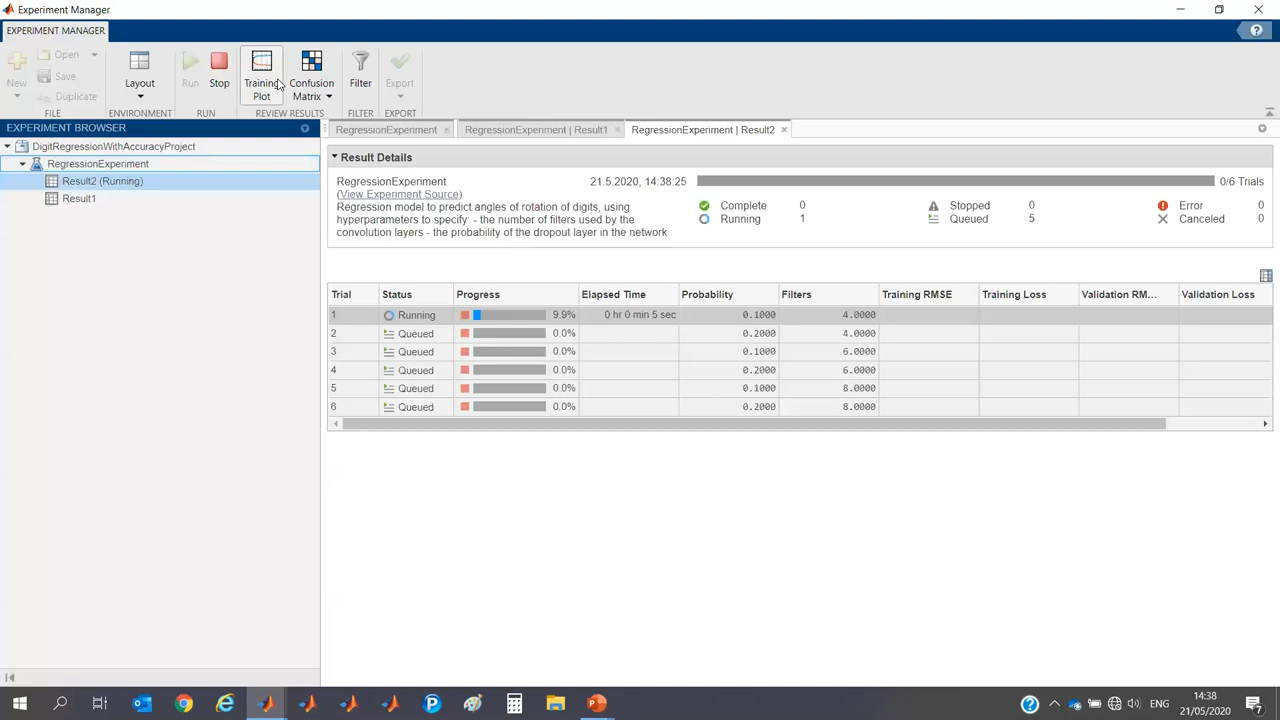 Experiment Manager
EXPERIMENT MANAGER
New
Open
Save
Duplicate
FILE
Layout
ENVIRONMENT
Run
Stop
RUN
Training
Plot
Confusion
Matrix
REVIEW RESULTS
Filter
FILTER
Export
EXPORT
EXPERIMENT BROWSER
DigitRegressionWithAccuracyProject
RegressionExperiment
Result2 (Running)
Result1
RegressionExperiment
RegressionExperiment | Result1
RegressionExperiment | Result2
Result Details
RegressionExperiment 21.5.2020, 14:38:25 0/6 Trials
(View Experiment Source)
Regression model to predict angles of rotation of digits, using
hyperparameters to specify: - the number of filters used by the
convolution layers - the probability of the dropout layer in the network
Complete 0 Stopped 0 Error 0
Running 1 Queued 5 Canceled 0
Trial Status Progress Elapsed Time Probability Filters Training RMSE Training Loss Validation RM... Validation Loss
1 Running 9.9% 0 hr 0 min 5 sec 0.1000 4.0000
2 Queued 0.0% 0.2000 4.0000
3 Queued 0.0% 0.1000 6.0000
4 Queued 0.0% 0.2000 6.0000
5 Queued 0.0% 0.1000 8.0000
6 Queued 0.0% 0.2000 8.0000
ENG
14:38
21/05/2020
7